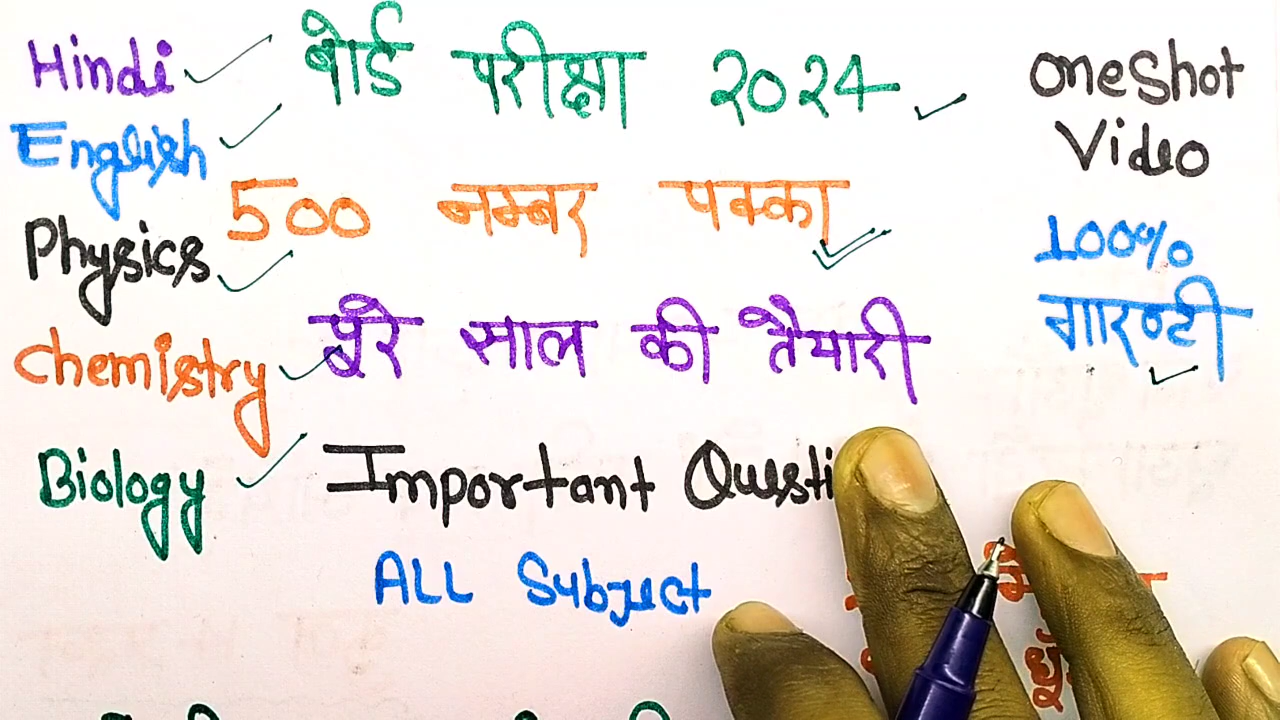 Hindi
English
Physics
chemistry
Biology
बोर्ड परीक्षा 2024
500 नम्बर पक्का
पूरे साल की तैयारी
Important Questi
ALL Subject
oneShot
Video
100%
गारण्टी